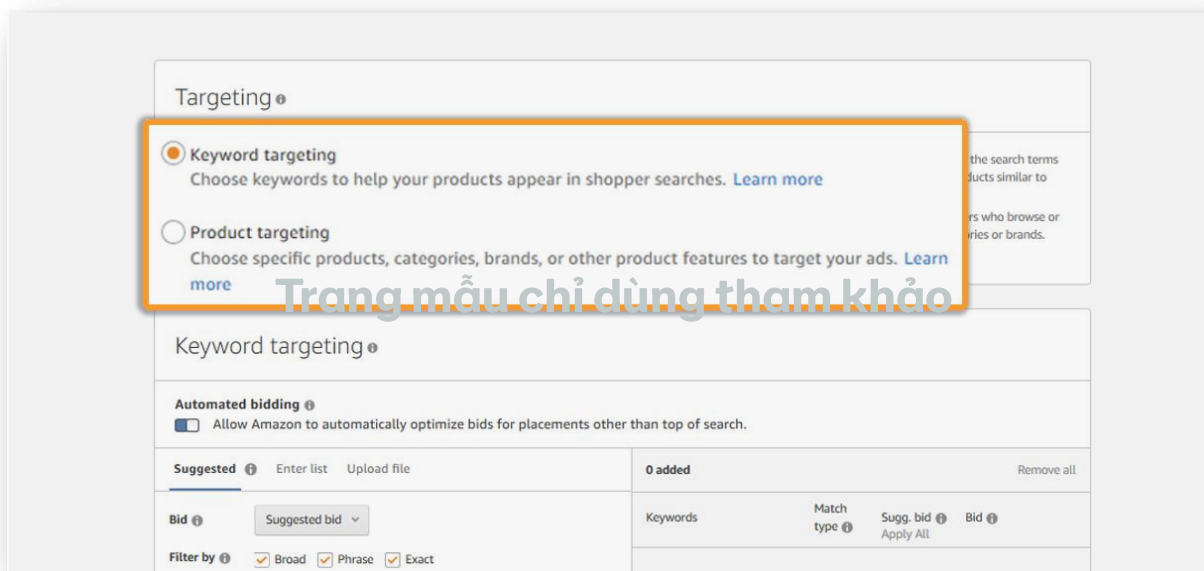 Targeting
Keyword targeting
Choose keywords to help your products appear in shopper searches. Learn more
Product targeting
Choose specific products, categories, brands, or other product features to target your ads. Learn
more
the search terms
ducts similar to
who browse or
ories or brands.
Trang mẫu chỉ dùng tham khảo
Keyword targeting
Automated bidding
Allow Amazon to automatically optimize bids for placements other than top of search.
Suggested Enter list Upload file
Bid Suggested bid
Filter by Broad Phrase Exact
0 added Remove all
Keywords Match type Sugg. bid Bid
Apply All